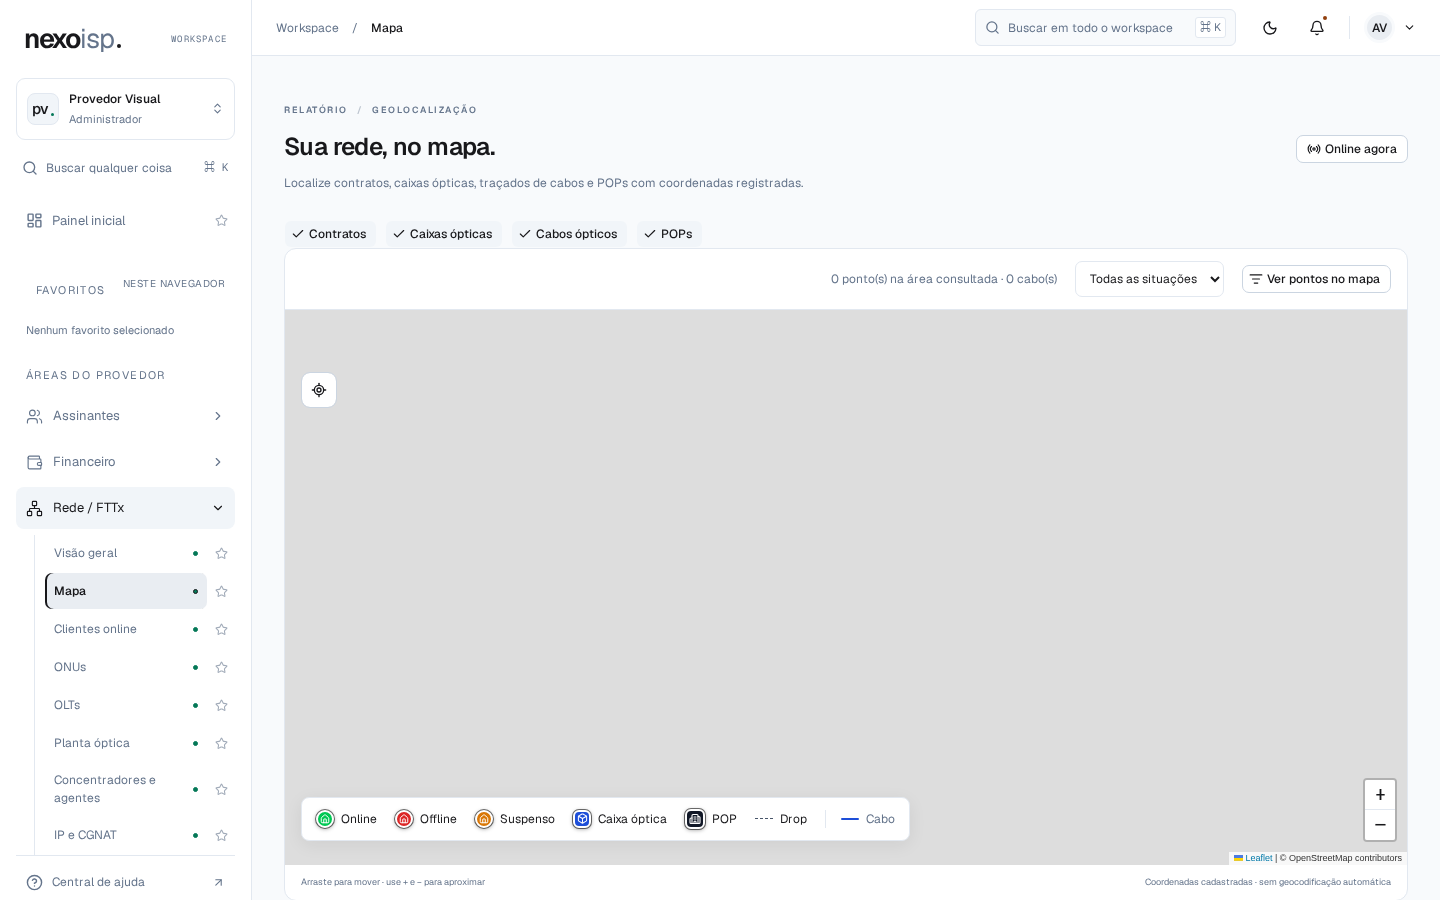 nexoisp.
WORKSPACE
pv.
Provedor Visual
Administrador
Buscar qualquer coisa
⌘ K
Painel inicial
FAVORITOS
NESTE NAVEGADOR
Nenhum favorito selecionado
ÁREAS DO PROVEDOR
Assinantes
Financeiro
Rede / FTTx
Visão geral
Mapa
Clientes online
ONUs
OLTs
Planta óptica
Concentradores e
agentes
IP e CGNAT
Central de ajuda
Workspace / Mapa
Buscar em todo o workspace
⌘ K
AV
RELATÓRIO / GEOLOCALIZAÇÃO
Sua rede, no mapa.
Online agora
Localize contratos, caixas ópticas, traçados de cabos e POPs com coordenadas registradas.
Contratos
Caixas ópticas
Cabos ópticos
POPs
0 ponto(s) na área consultada · 0 cabo(s)
Todas as situações
Ver pontos no mapa
Online
Offline
Suspenso
Caixa óptica
POP
Drop
Cabo
+
−
Leaflet | © OpenStreetMap contributors
Arraste para mover · use + e − para aproximar
Coordenadas cadastradas · sem geocodificação automática